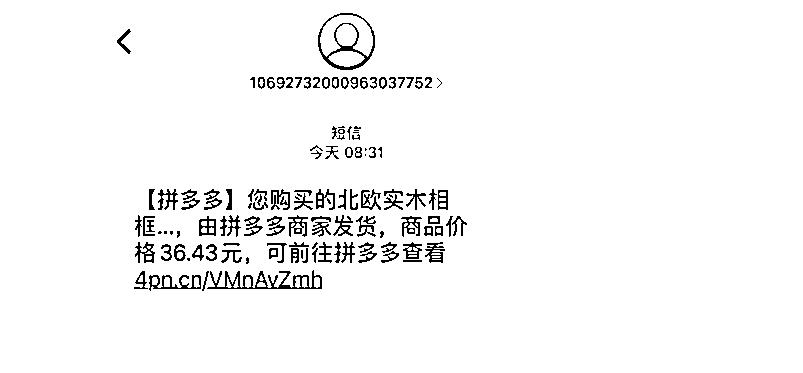 10692732000963037752
短信
今天 08:31
【拼多多】您购买的北欧实木相
框...，由拼多多商家发货，商品价
格36.43元，可前往拼多多查看
4pn.cn/VMnAvZmh